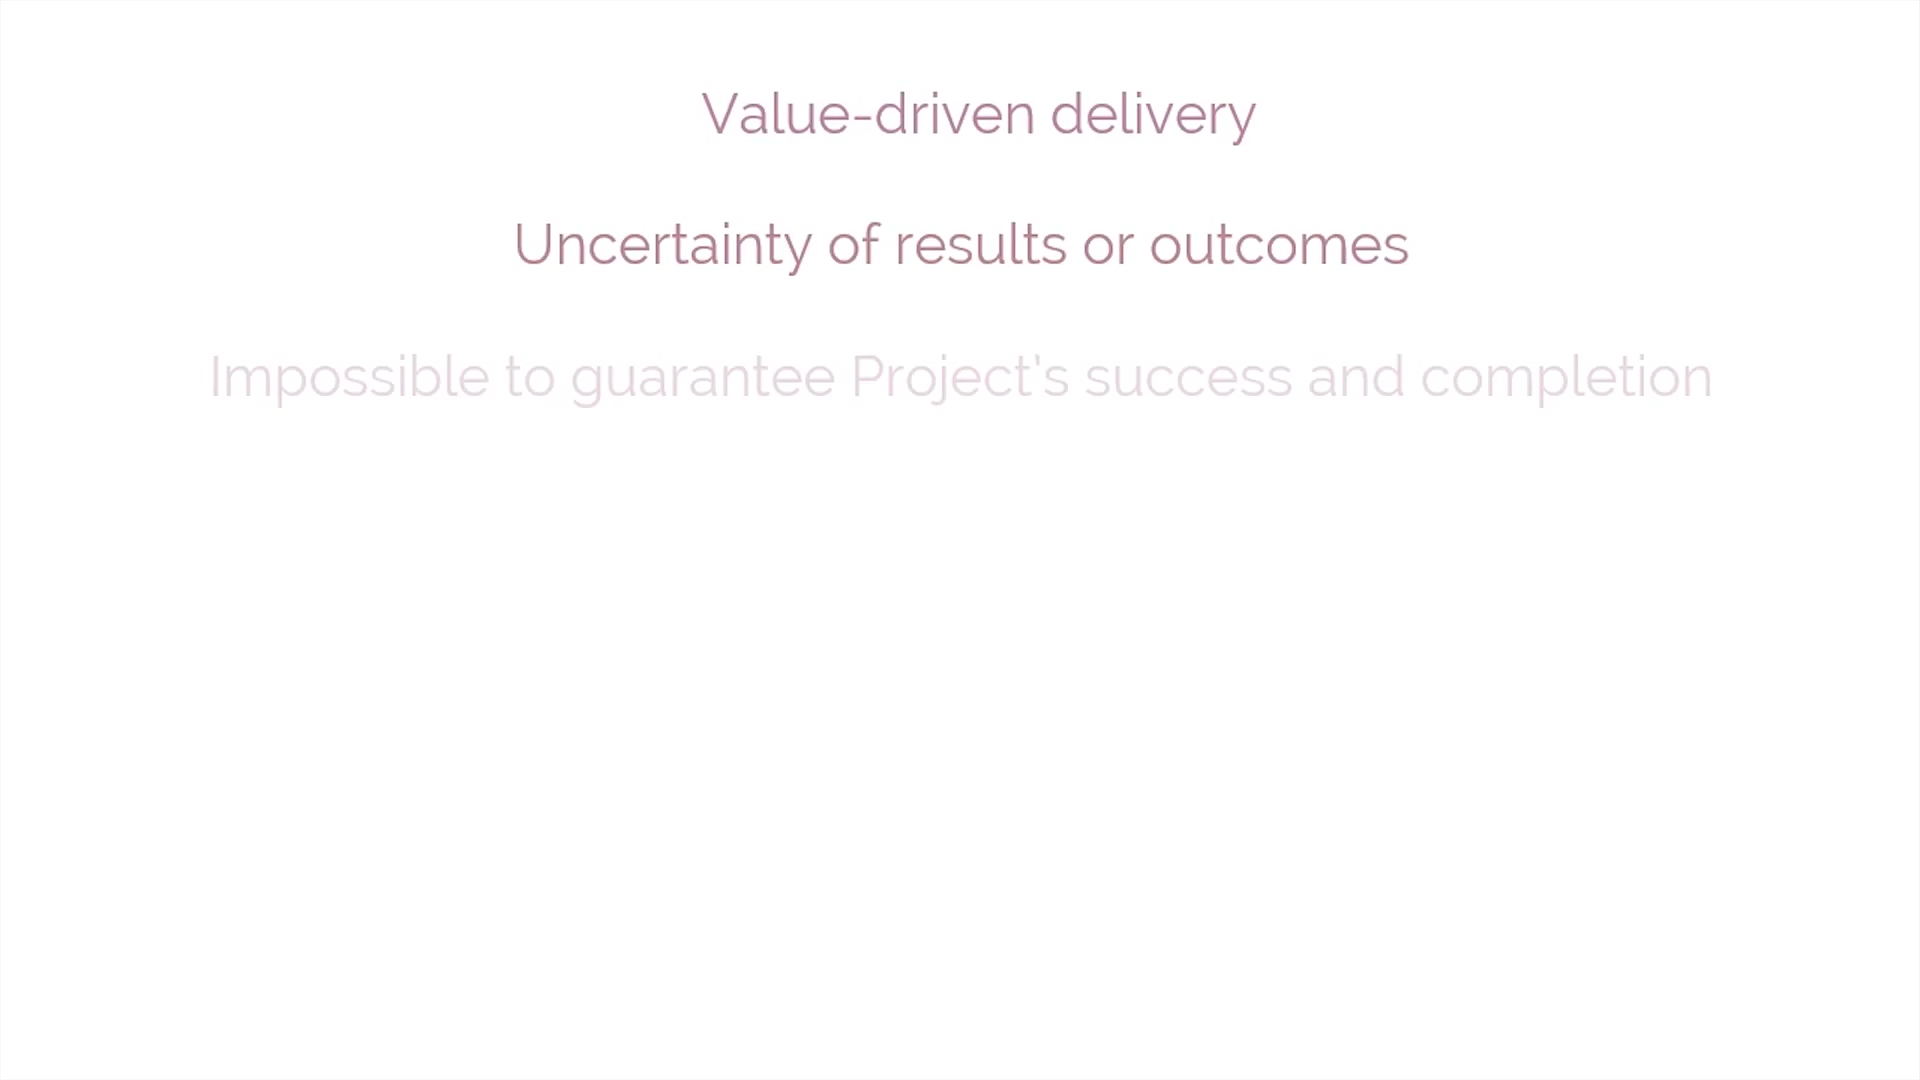 Value-driven delivery
Uncertainty of results or outcomes
Impossible to guarantee Project's success and completion